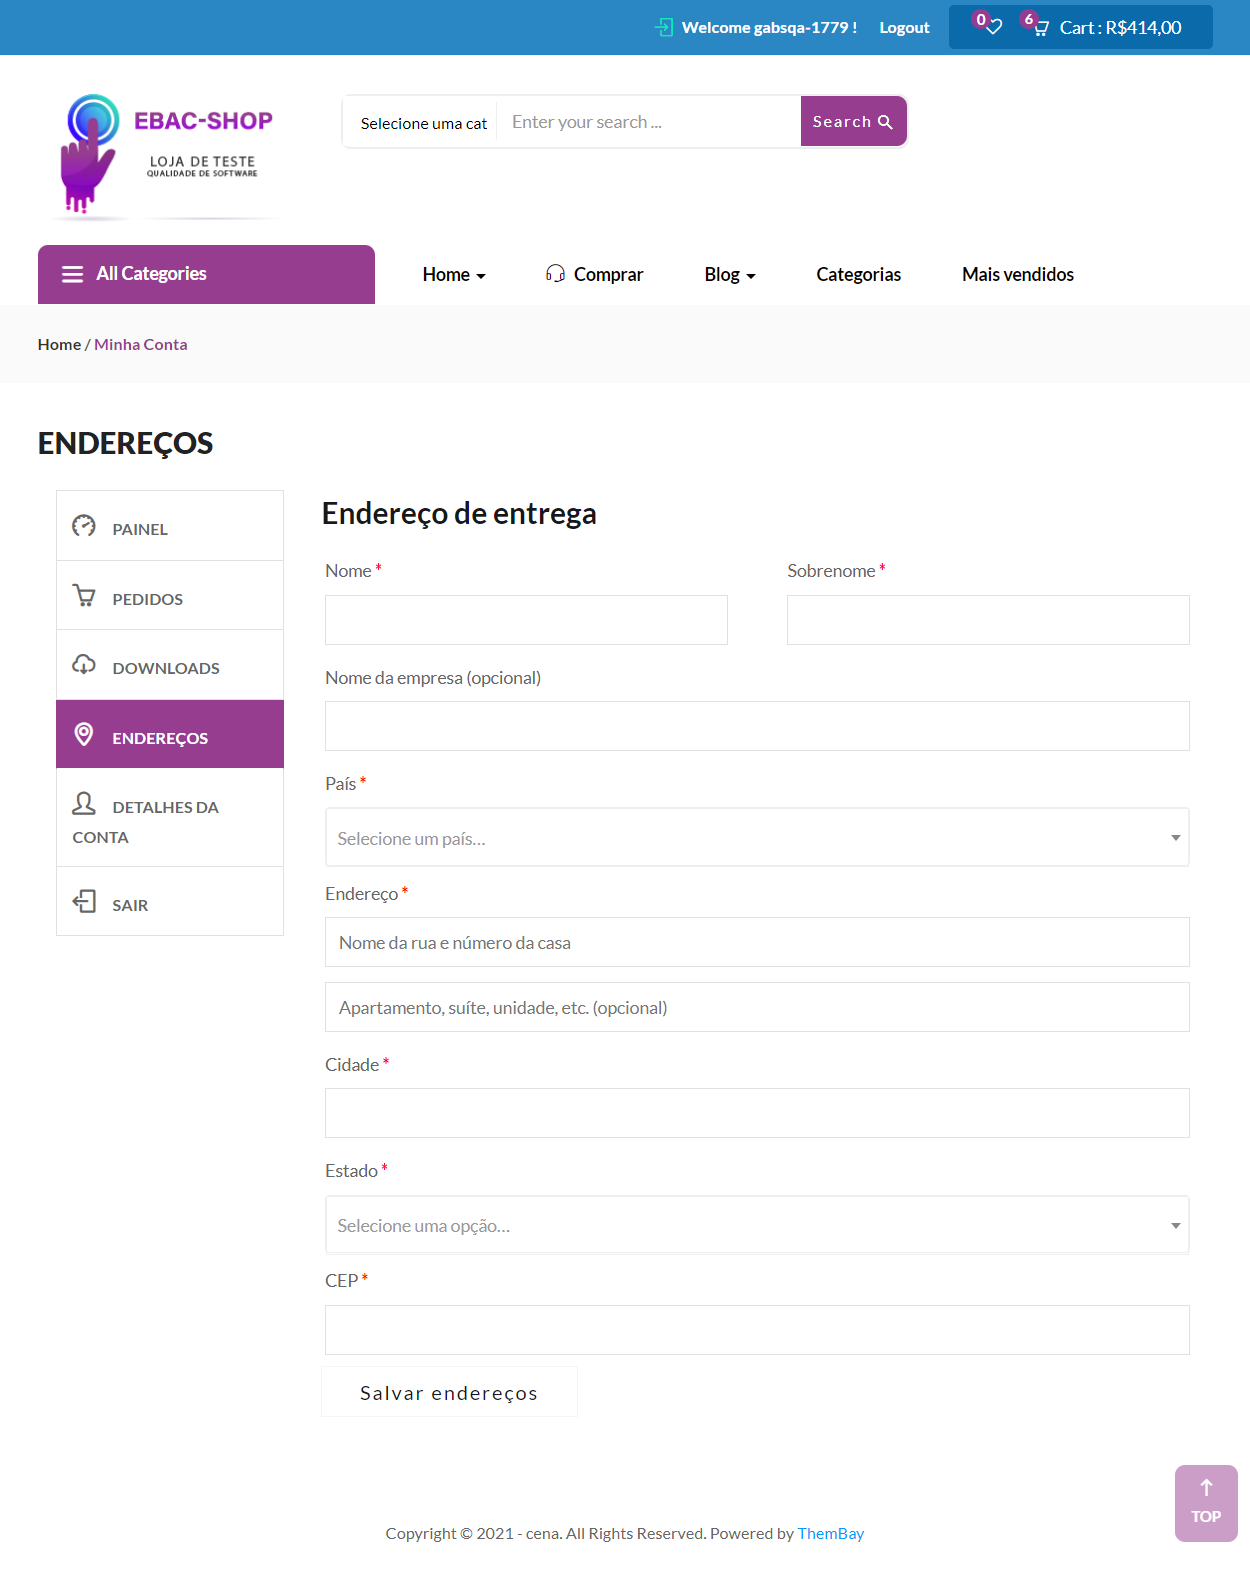 Welcome gabsqa-1779 ! Logout 0 6 Cart : R$414,00
EBAC-SHOP
LOJA DE TESTE
QUALIDADE DE SOFTWARE
Selecione uma cat Enter your search ... Search
All Categories Home Comprar Blog Categorias Mais vendidos
Home / Minha Conta
ENDEREÇOS
PAINEL
PEDIDOS
DOWNLOADS
ENDEREÇOS
DETALHES DA
CONTA
SAIR
Endereço de entrega
Nome * Sobrenome *
Nome da empresa (opcional)
País *
Selecione um país...
Endereço *
Nome da rua e número da casa
Apartamento, suíte, unidade, etc. (opcional)
Cidade *
Estado *
Selecione uma opção...
CEP *
Salvar endereços
TOP
Copyright © 2021 - cena. All Rights Reserved. Powered by ThemBay